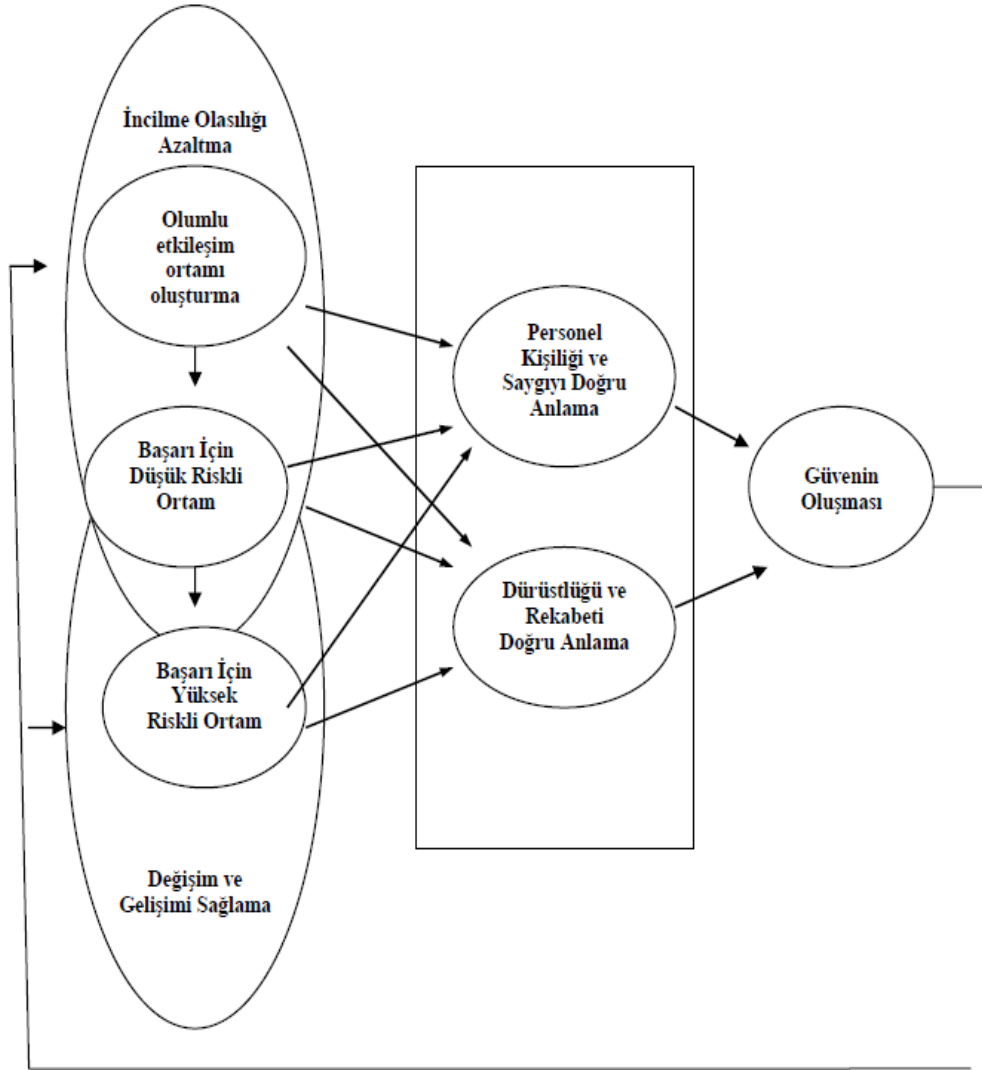 İncilme Olasılığı
Azaltma
Olumlu
etkileşim
ortamı
oluşturma
Başarı İçin
Düşük Riskli
Ortam
Başarı İçin
Yüksek
Riskli Ortam
Değişim ve
Gelişimi Sağlama
Personel
Kişiliği ve
Saygıyı Doğru
Anlama
Dürüstlüğü ve
Rekabeti
Doğru Anlama
Güvenin
Oluşması